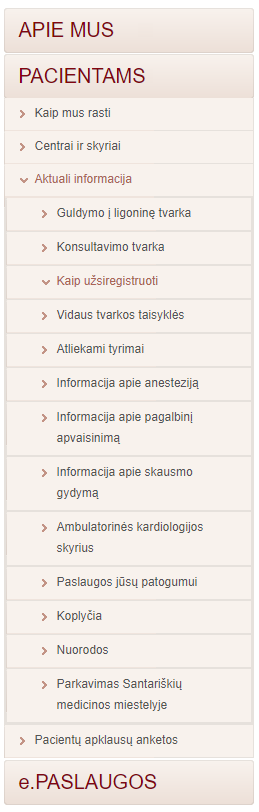 APIE MUS
PACIENTAMS
Kaip mus rasti
Centrai ir skyriai
Aktuali informacija
Guldymo į ligoninę tvarka
Konsultavimo tvarka
Kaip užsiregistruoti
Vidaus tvarkos taisyklės
Atliekami tyrimai
Informacija apie anesteziją
Informacija apie pagalbinį
apvaisinimą
Informacija apie skausmo
gydymą
Ambulatorinės kardiologijos
skyrius
Paslaugos jūsų patogumui
Koplyčia
Nuorodos
Parkavimas Santariškių
medicinos miestelyje
Pacientų apklausų anketos
e.PASLAUGOS